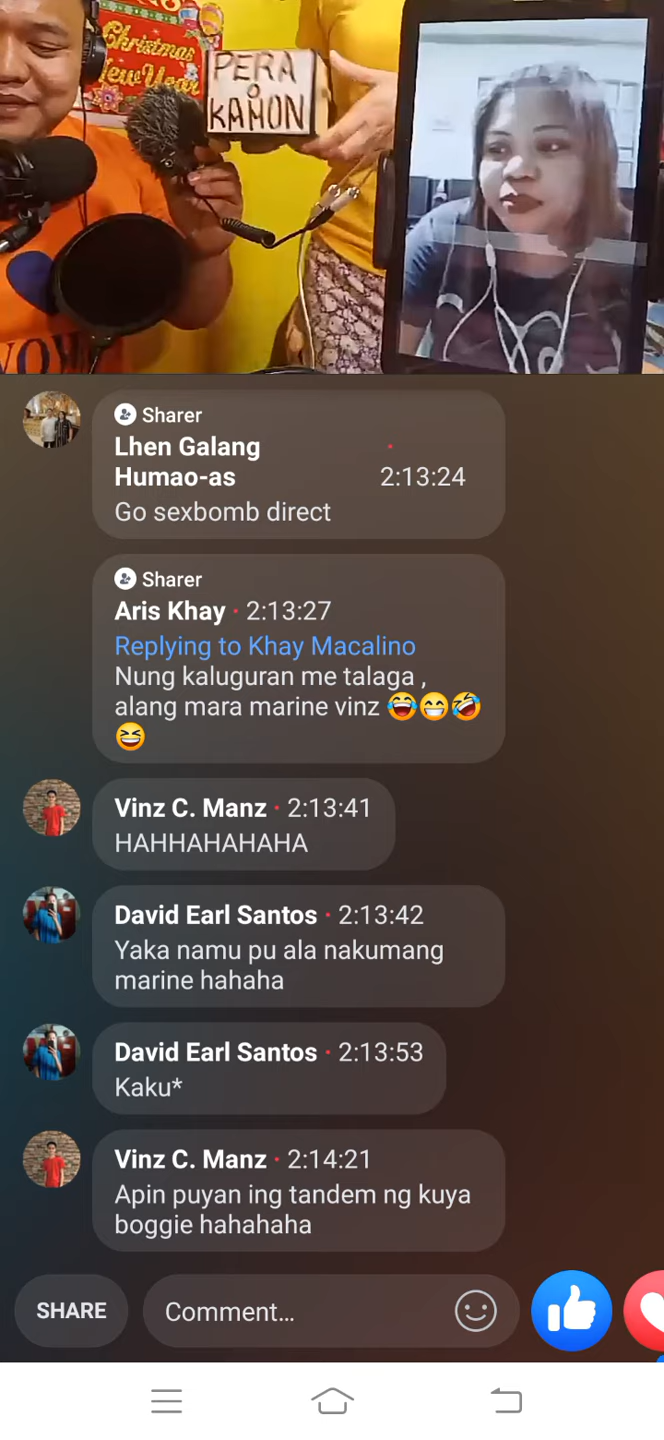 Christmas
New Year
PERA
O
KAHON
WOW
Sharer
Lhen Galang
Humao-as
· 2:13:24
Go sexbomb direct
Sharer
Aris Khay · 2:13:27
Replying to Khay Macalino
Nung kaluguran me talaga ,
alang mara marine vinz 😂😁🤣
😆
Vinz C. Manz · 2:13:41
HAHHAHAHAHA
David Earl Santos · 2:13:42
Yaka namu pu ala nakumang
marine hahaha
David Earl Santos · 2:13:53
Kaku*
Vinz C. Manz · 2:14:21
Apin puyan ing tandem ng kuya
boggie hahahaha
SHARE
Comment...